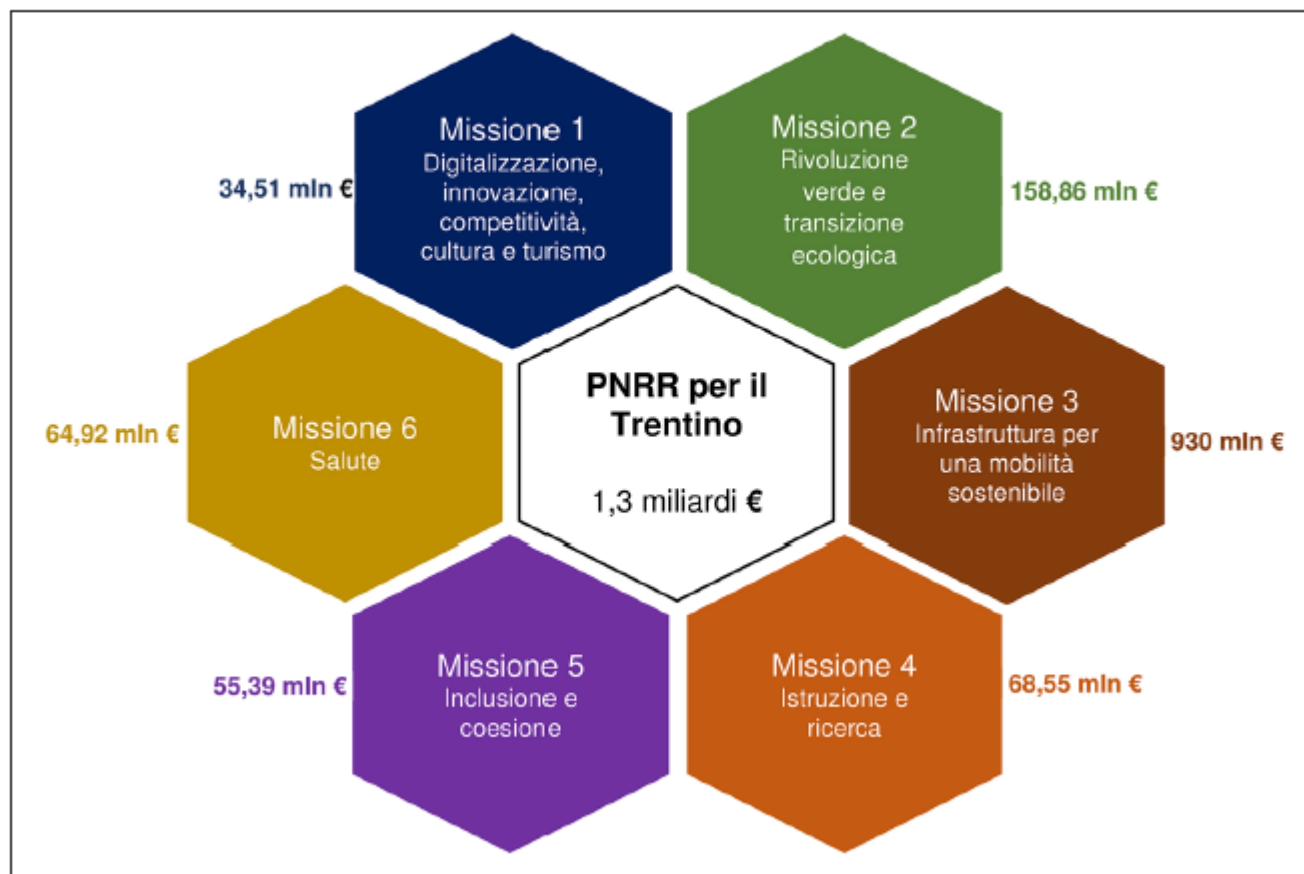 Missione 1
Digitalizzazione,
innovazione,
competitività,
cultura e turismo
34,51 mln €
Missione 2
Rivoluzione
verde e
transizione
ecologica
158,86 mln €
Missione 6
Salute
64,92 mln €
PNRR per il
Trentino
1,3 miliardi €
Missione 3
Infrastruttura per
una mobilità
sostenibile
930 mln €
Missione 5
Inclusione e
coesione
55,39 mln €
Missione 4
Istruzione e
ricerca
68,55 mln €